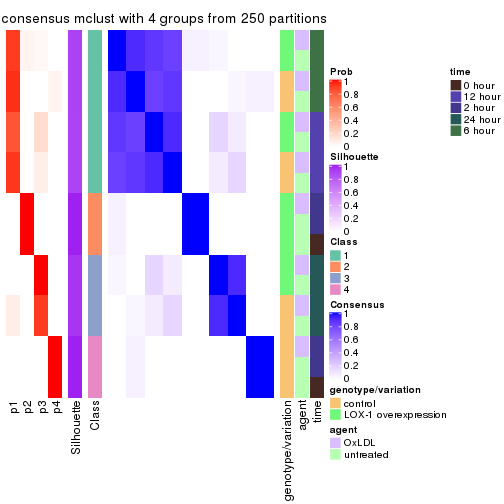 consensus mclust with 4 groups from 250 partitions
Prob
1
0.8
0.6
0.4
0.2
0
Silhouette
1
0.8
0.6
0.4
0.2
0
Class
1
2
3
4
Consensus
1
0.8
0.6
0.4
0.2
0
genotype/variation
control
LOX-1 overexpression
agent
OxLDL
untreated
time
0 hour
12 hour
2 hour
24 hour
6 hour
p1
p2
p3
p4
Silhouette
Class
genotype/variation
agent
time